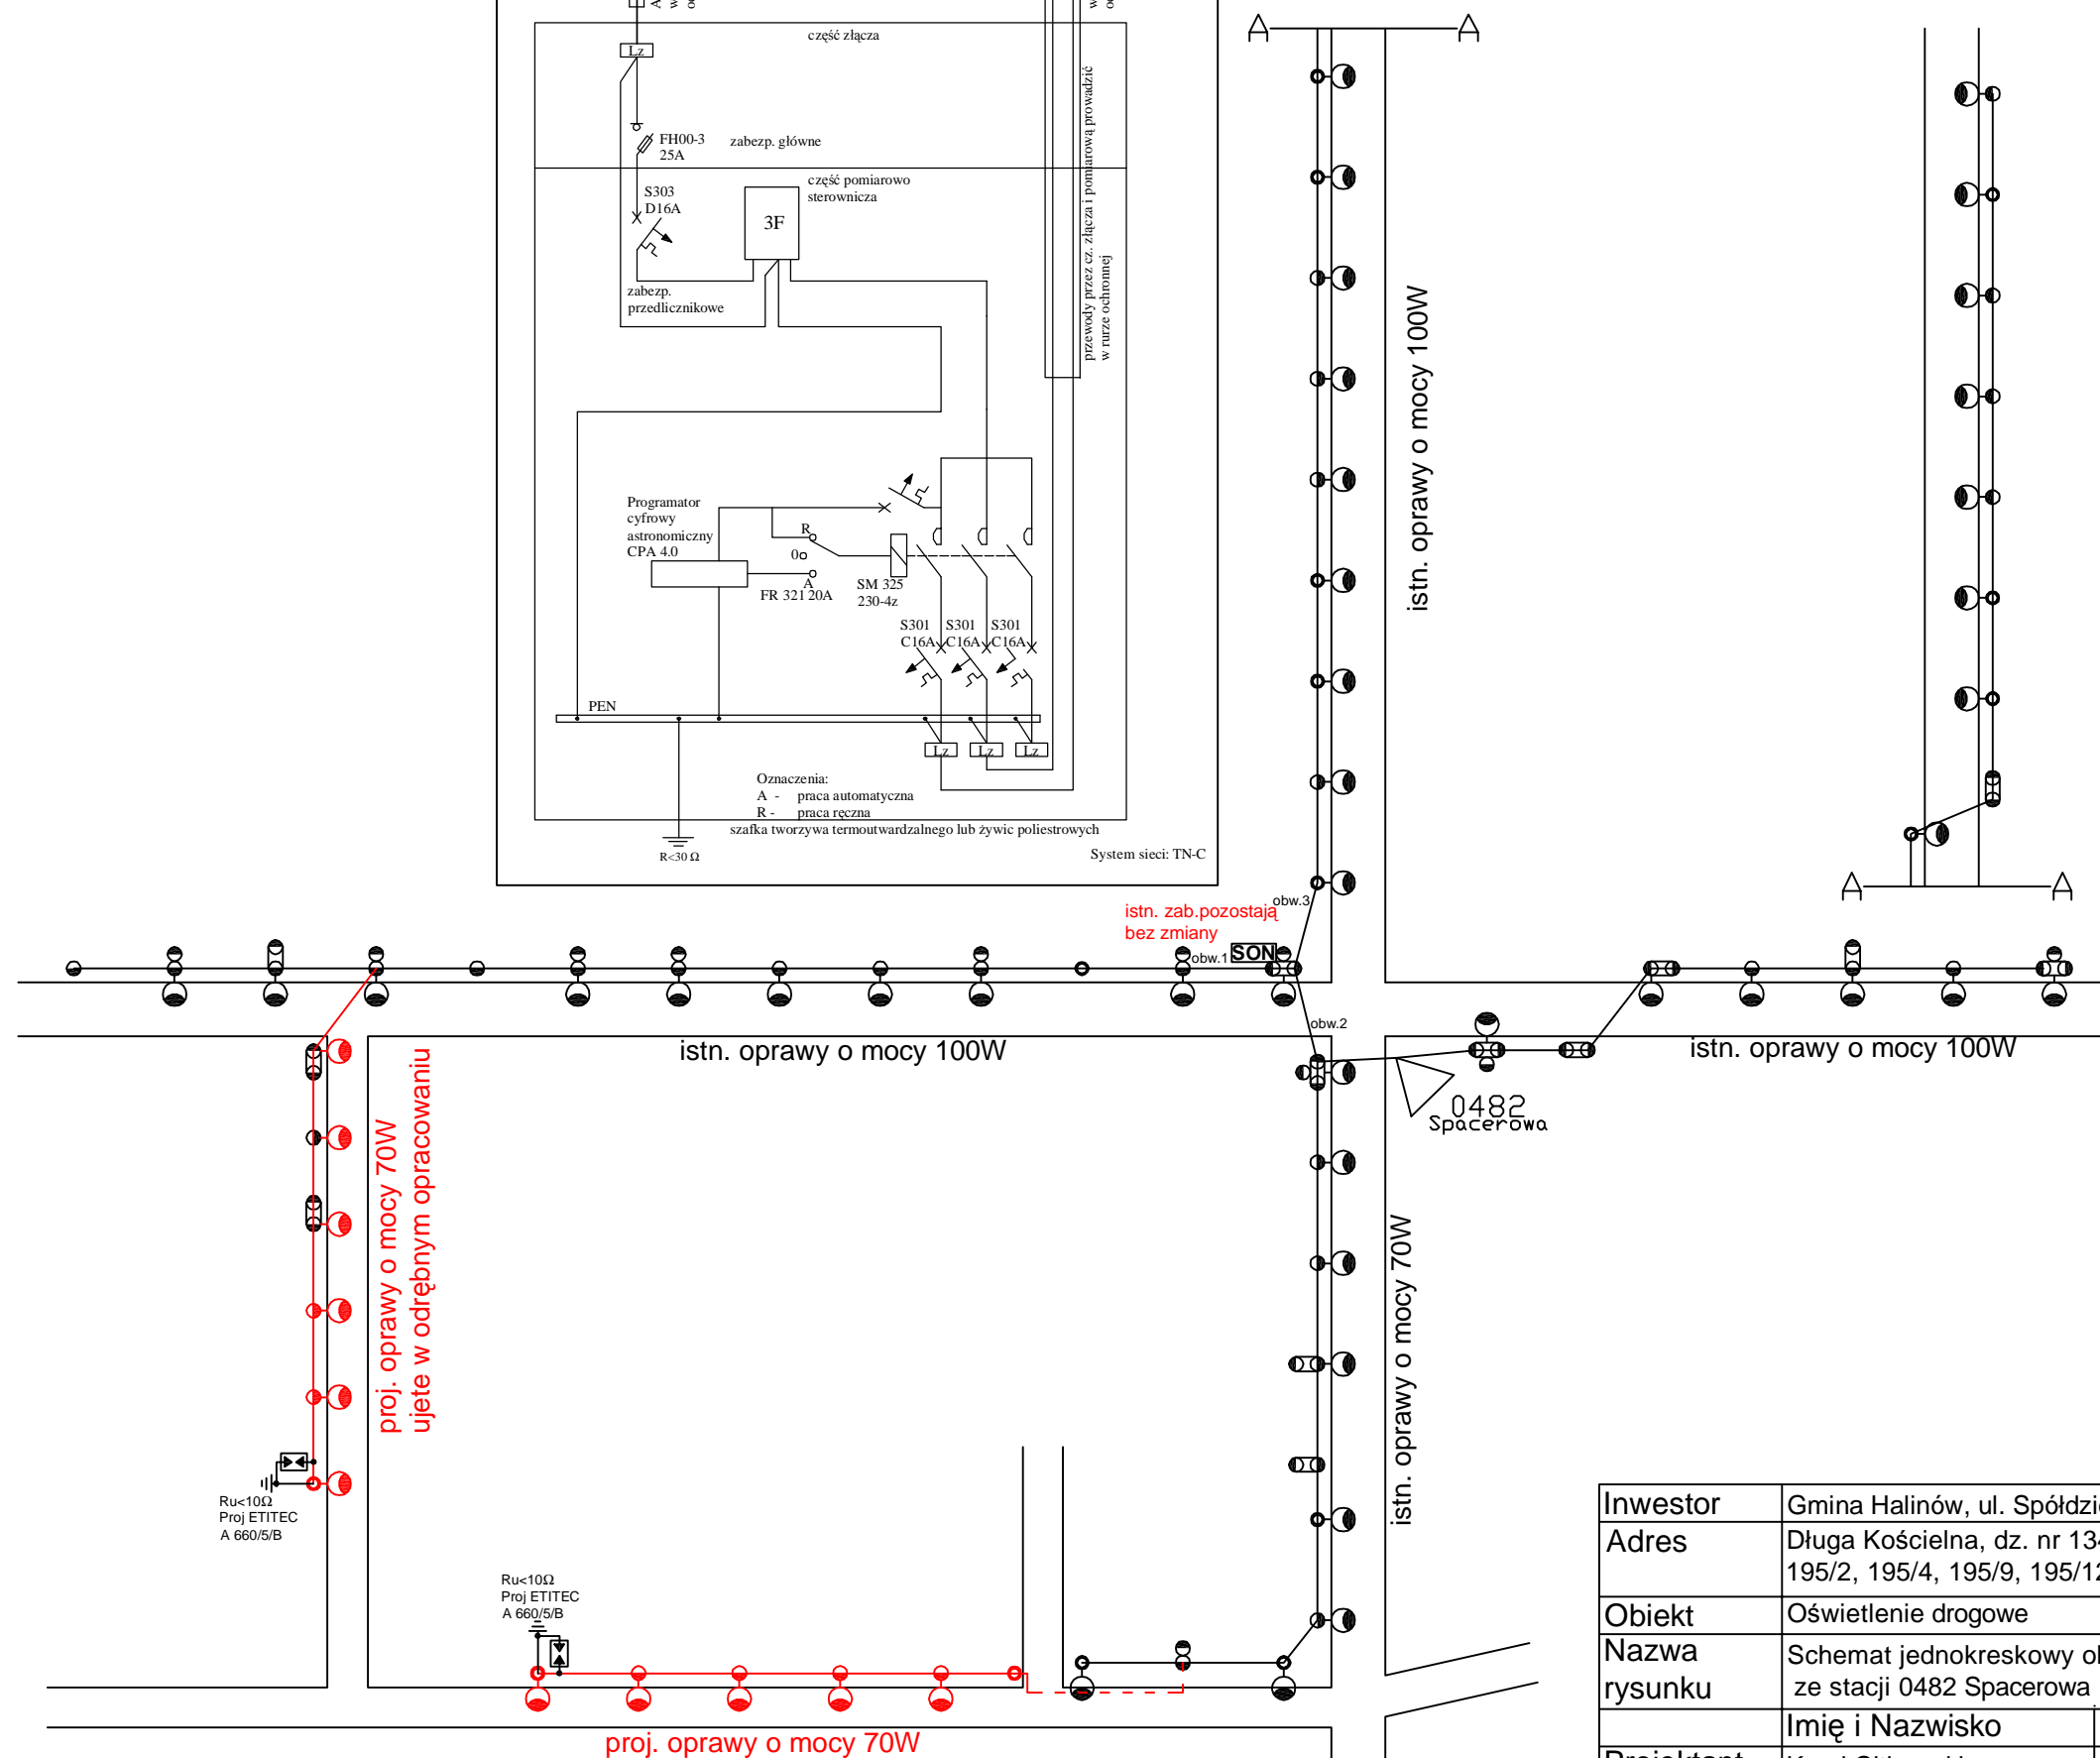 część złącza
Lz
FH00-3
25A
zabezp. główne
część pomiarowo
sterownicza
S303
D16A
3F
zabezp.
przedlicznikowe
przewody przez cz. złącza i pomiarową prowadzić
w rurze ochronnej
Programator
cyfrowy
astronomiczny
CPA 4.0
R
0
A
FR 321 20A
SM 325
230-4z
S301 S301 S301
C16A C16A C16A
PEN
Lz Lz Lz
Oznaczenia:
A - praca automatyczna
R - praca ręczna
szafka tworzywa termoutwardzalnego lub żywic poliestrowych
R<30 Ω
System sieci: TN-C
A A
istn. oprawy o mocy 100W
A A
istn. zab.pozostają
bez zmiany
obw.3
obw.1
SON
obw.2
istn. oprawy o mocy 100W
istn. oprawy o mocy 100W
0482
Spacerowa
proj. oprawy o mocy 70W
ujete w odrębnym opracowaniu
istn. oprawy o mocy 70W
Ru<10Ω
Proj ETITEC
A 660/5/B
Ru<10Ω
Proj ETITEC
A 660/5/B
proj. oprawy o mocy 70W
Inwestor Gmina Halinów, ul.
Adres Długa Kościelna, dz. nr
195/2, 195/4, 195/9,
Obiekt Oświetlenie drogowe
Nazwa Schemat jednokreskowy
rysunku ze stacji 0482 Spacerowa
Imię i Nazwisko
Projektant